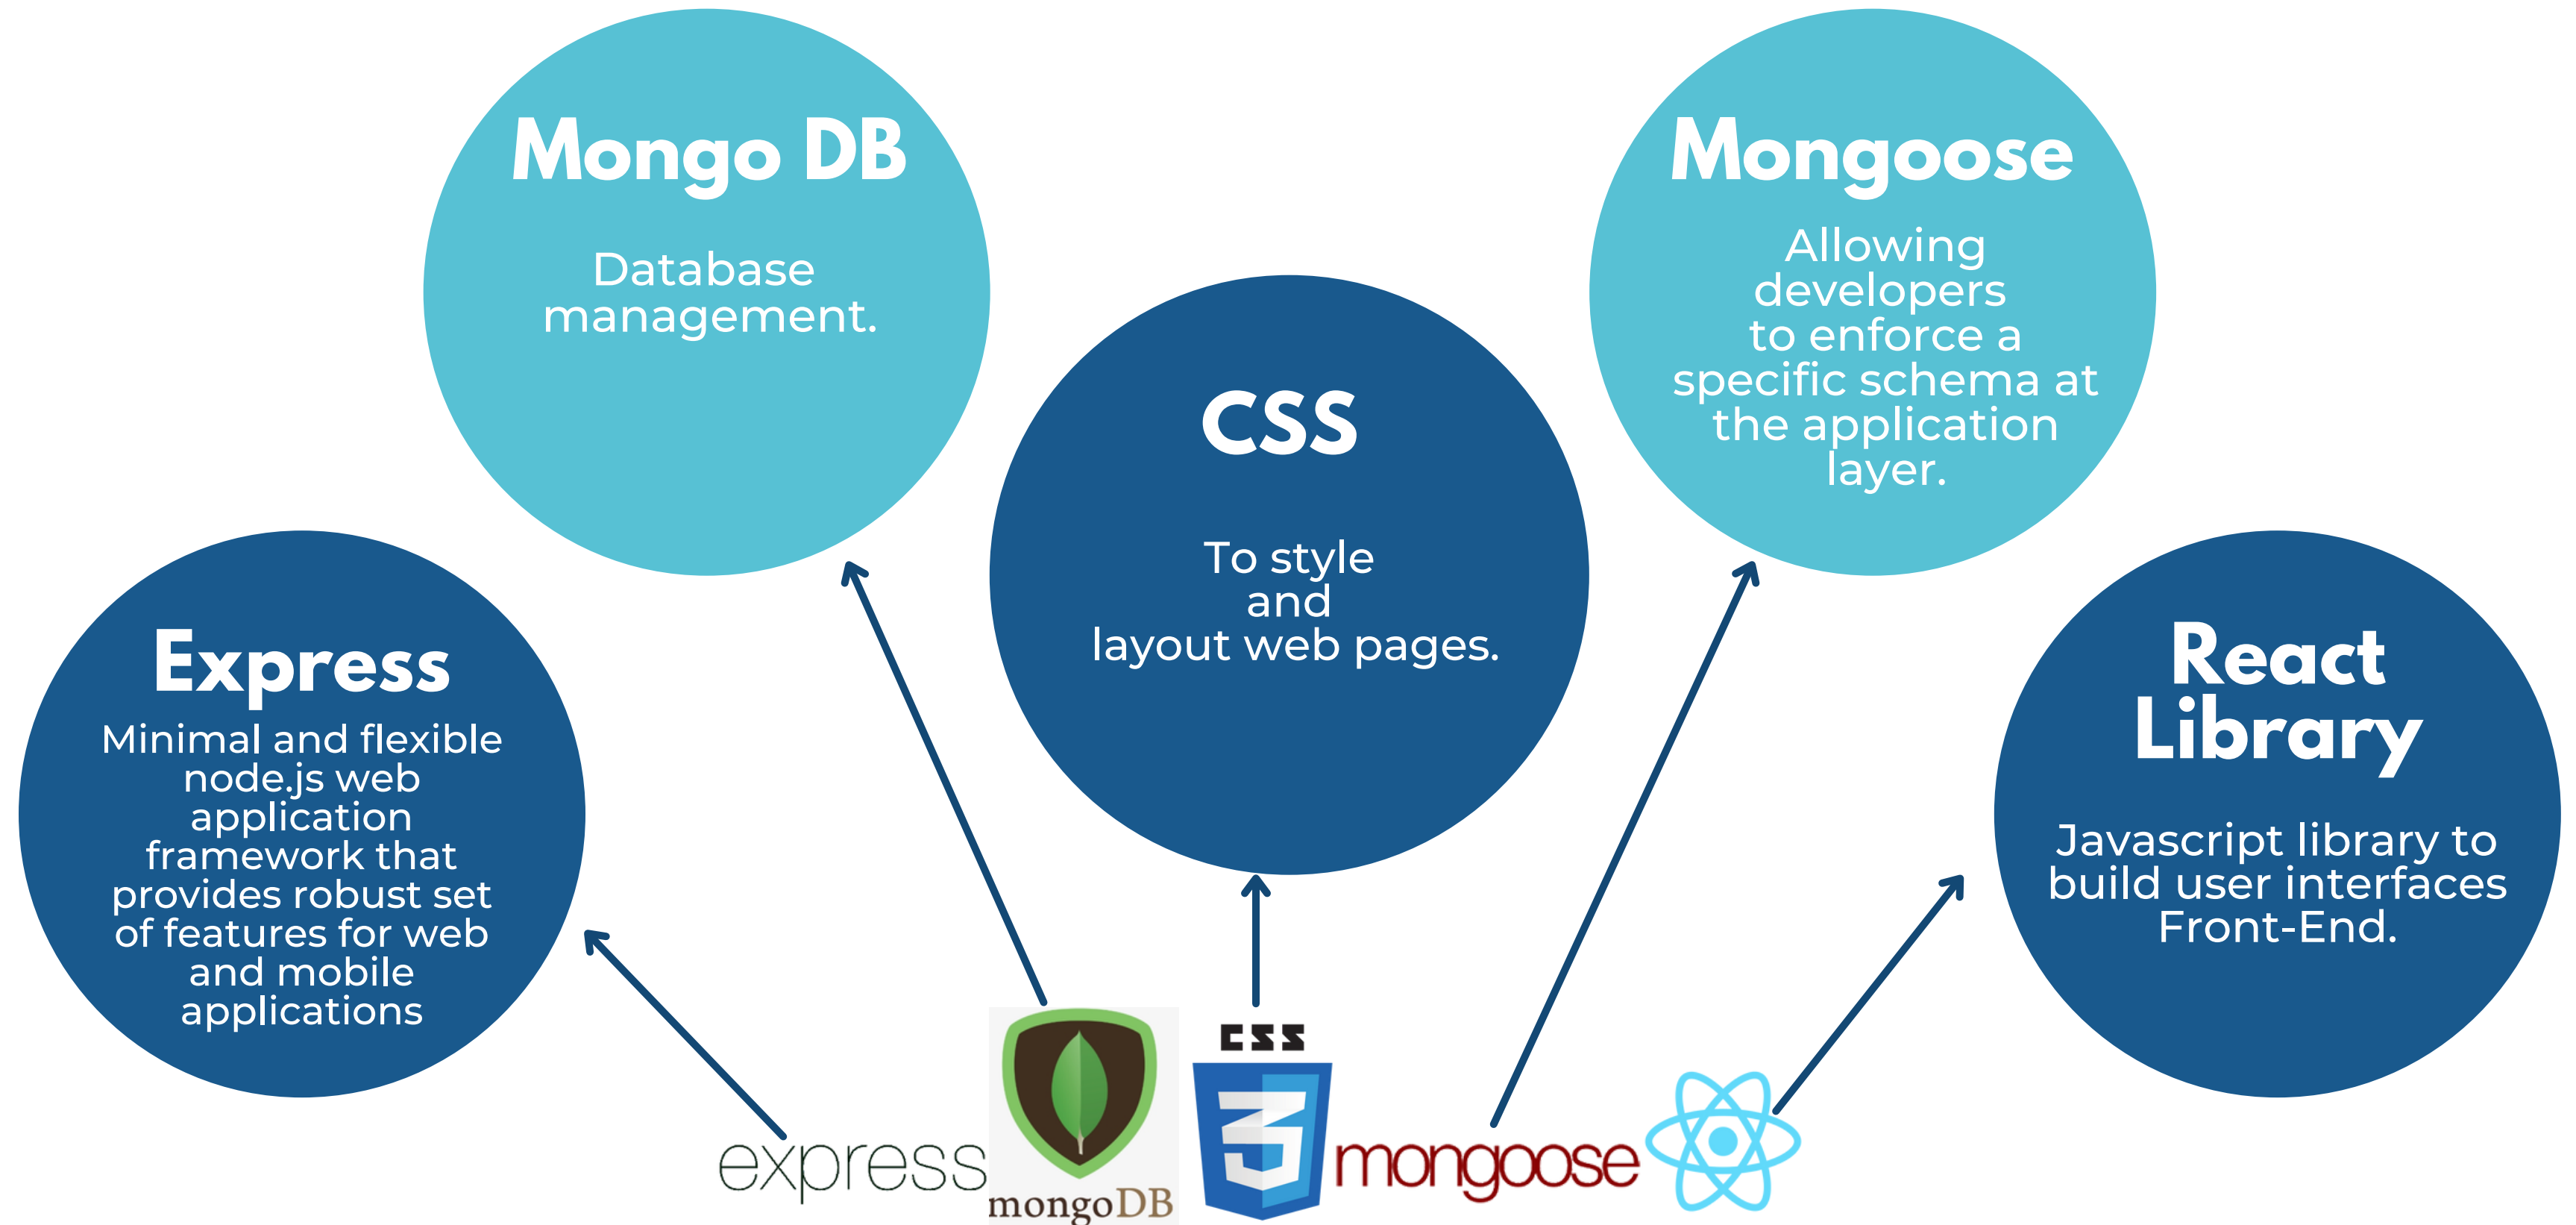 Mongo DB
Database
management.
Mongoose
Allowing
developers
to enforce a
specific schema at
the application
layer.
CSS
To style
and
layout web pages.
Express
Minimal and flexible
node.js web
application
framework that
provides robust set
of features for web
and mobile
applications
React
Library
Javascript library to
build user interfaces
Front-End.
express
mongoDB
CSS
3
mongoose